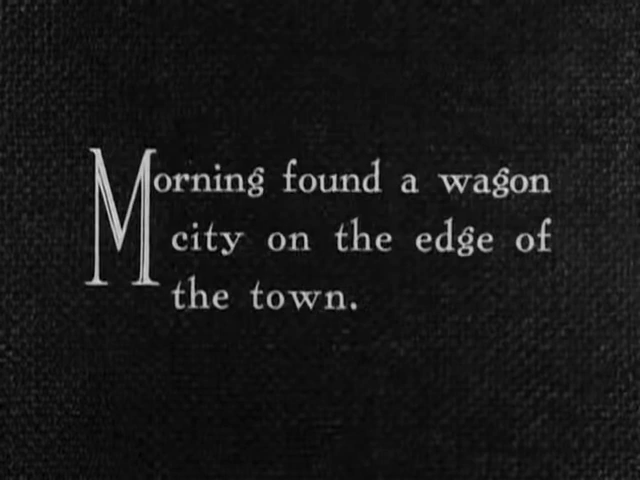 Morning found a wagon
city on the edge of
the town.